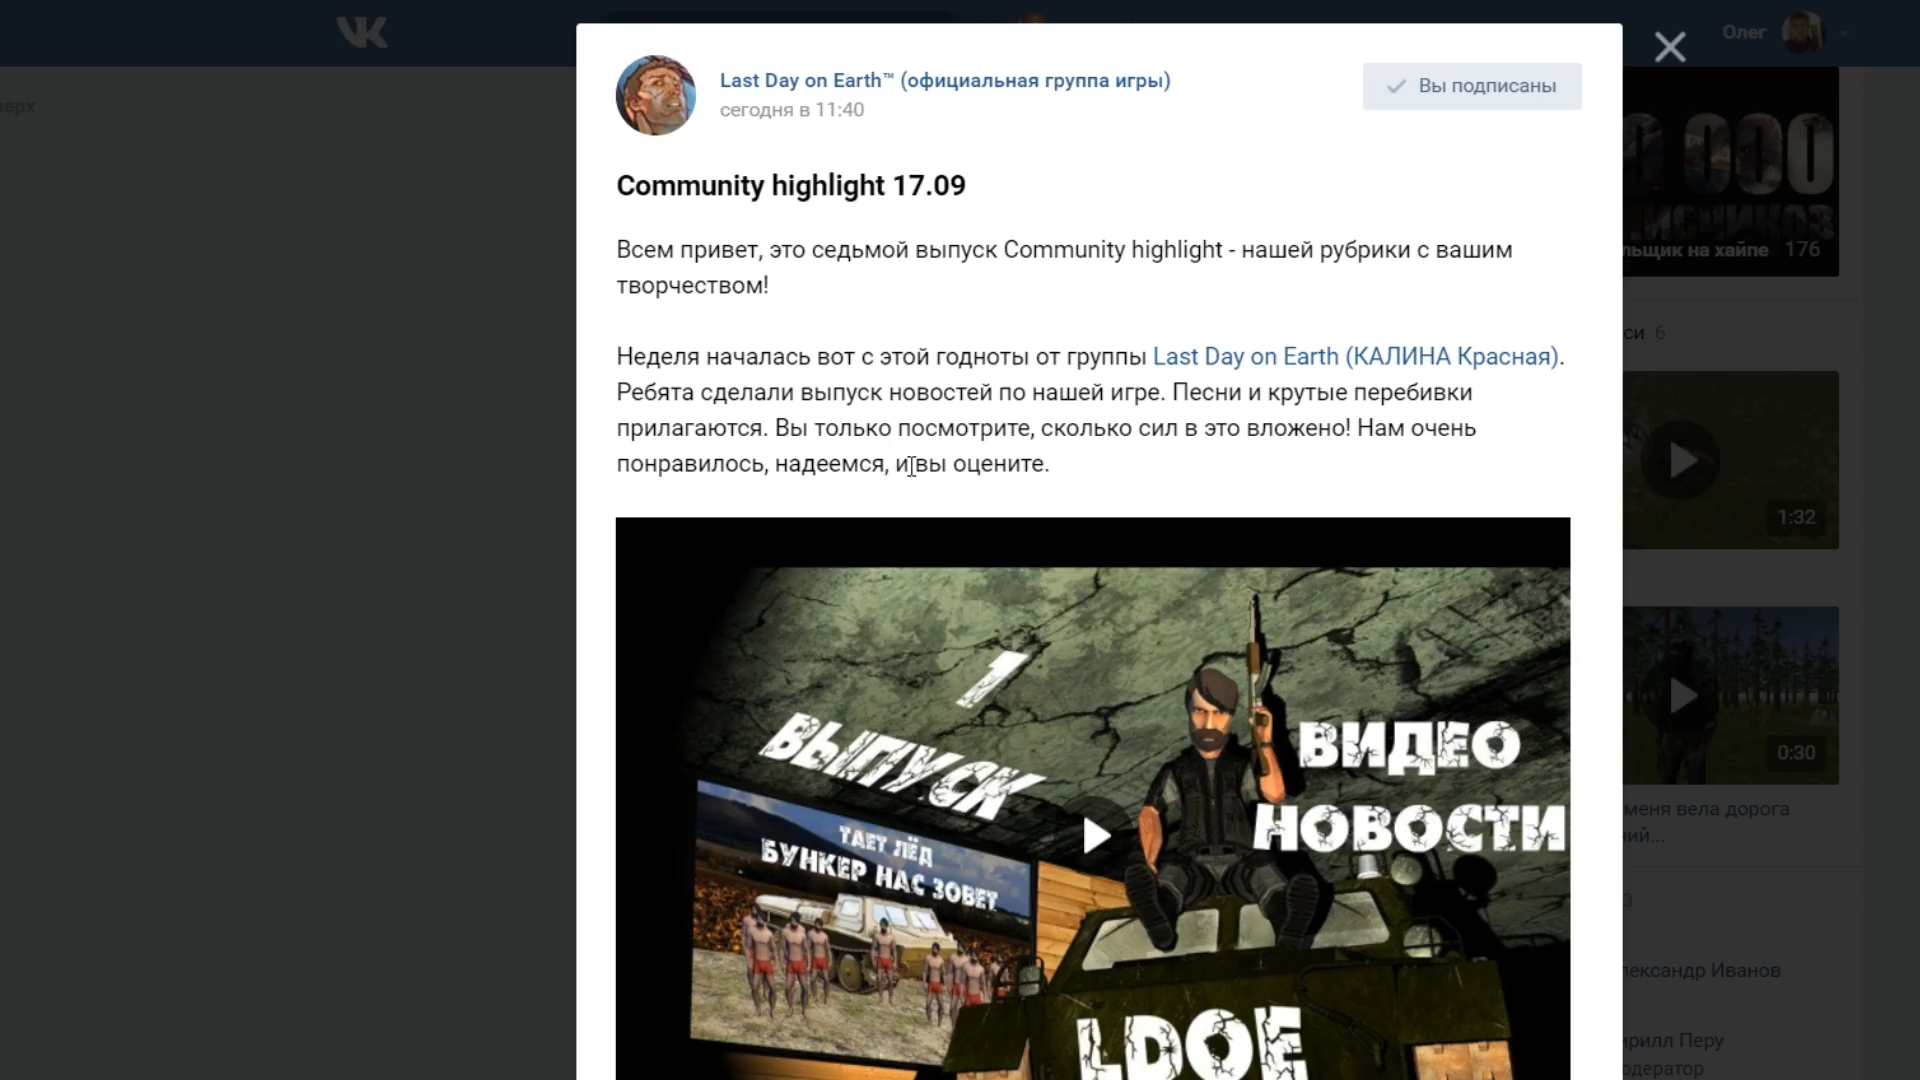 Олег
Last Day on Earth™ (официальная группа игры)
сегодня в 11:40
Вы подписаны
Community highlight 17.09
Всем привет, это седьмой выпуск Community highlight - нашей рубрики с вашим
творчеством!
Неделя началась вот с этой годноты от группы Last Day on Earth (КАЛИНА Красная).
Ребята сделали выпуск новостей по нашей игре. Песни и крутые перебивки
прилагаются. Вы только посмотрите, сколько сил в это вложено! Нам очень
понравилось, надеемся, и вы оцените.
1
ВЫПУСК
ВИДЕО
НОВОСТИ
ТАЕТ ЛЁД
БУНКЕР НАС ЗОВЕТ
LDOE
000
на хайпе 176
6
1:32
0:30
меня вела дорога
Иванов
Перу